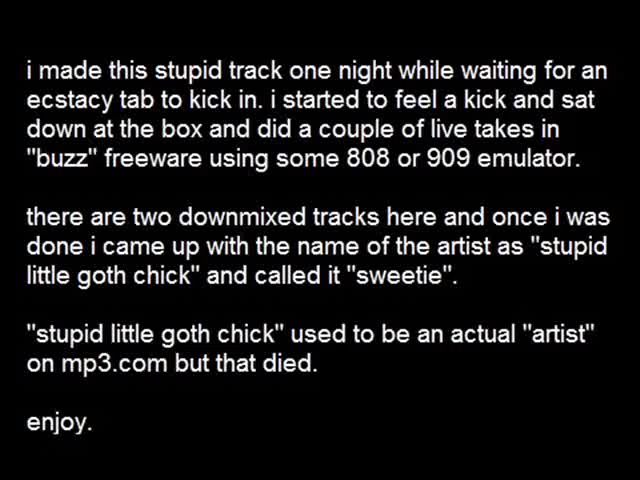 i made this stupid track one night while waiting for an
ecstacy tab to kick in. i started to feel a kick and sat
down at the box and did a couple of live takes in
"buzz" freeware using some 808 or 909 emulator.
there are two downmixed tracks here and once i was
done i came up with the name of the artist as "stupid
little goth chick" and called it "sweetie".
"stupid little goth chick" used to be an actual "artist"
on mp3.com but that died.
enjoy.